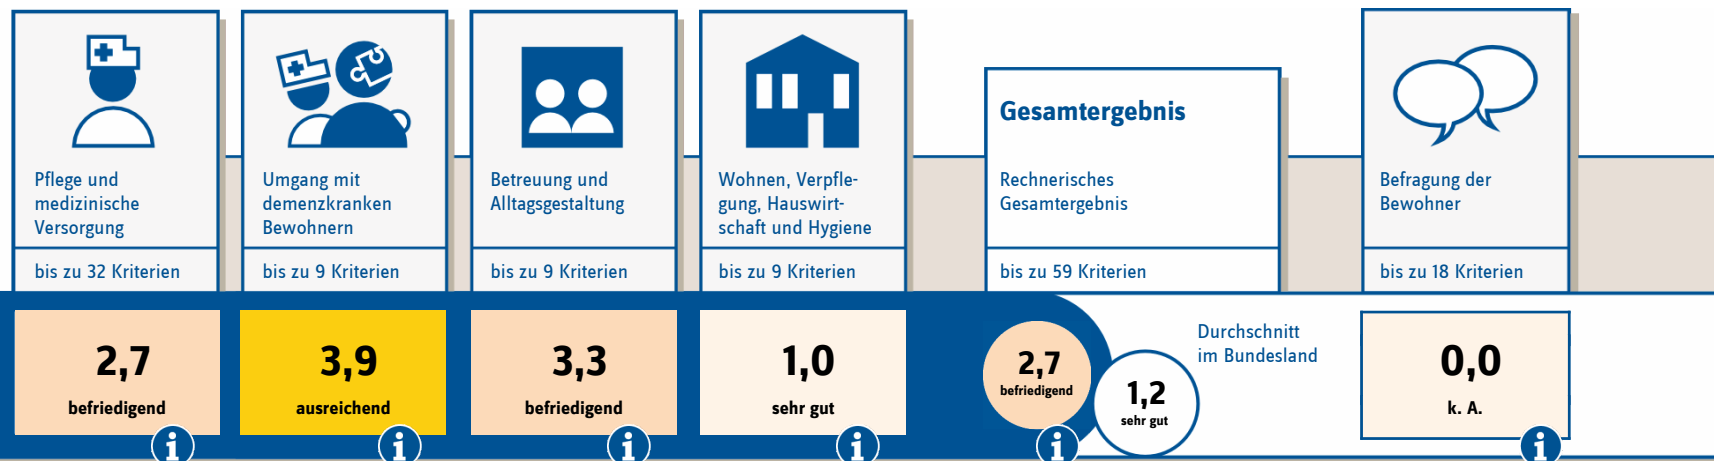 Pflege und
medizinische
Versorgung
bis zu 32 Kriterien
2,7
befriedigend
Umgang mit
demenzkranken
Bewohnern
bis zu 9 Kriterien
3,9
ausreichend
Betreuung und
Alltagsgestaltung
bis zu 9 Kriterien
3,3
befriedigend
Wohnen, Verpfle-
gung, Hauswirt-
schaft und Hygiene
bis zu 9 Kriterien
1,0
sehr gut
Gesamtergebnis
Rechnerisches
Gesamtergebnis
bis zu 59 Kriterien
2,7
befriedigend
1,2
sehr gut
Durchschnitt
im Bundesland
Befragung der
Bewohner
bis zu 18 Kriterien
0,0
k. A.